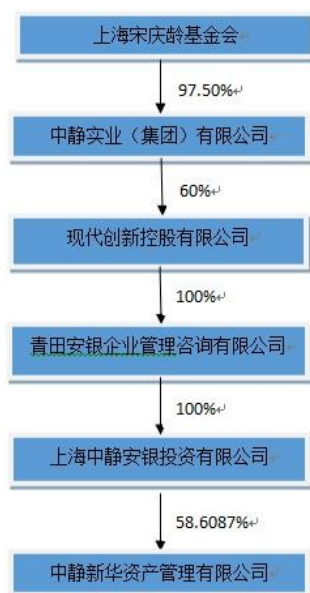 上海宋庆龄基金会
97.50%
中静实业（集团）有限公司
60%
现代创新控股有限公司
100%
青田安银企业管理咨询有限公司
100%
上海中静安银投资有限公司
58.6087%
中静新华资产管理有限公司